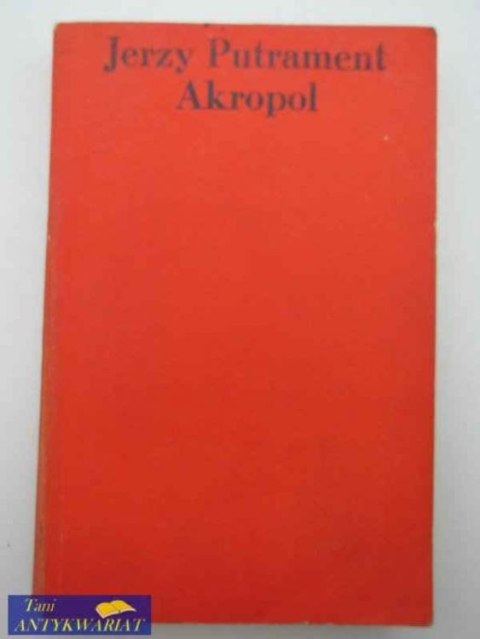 Jerzy Putrament
Akropol
Tani
ANTYKWARIAT